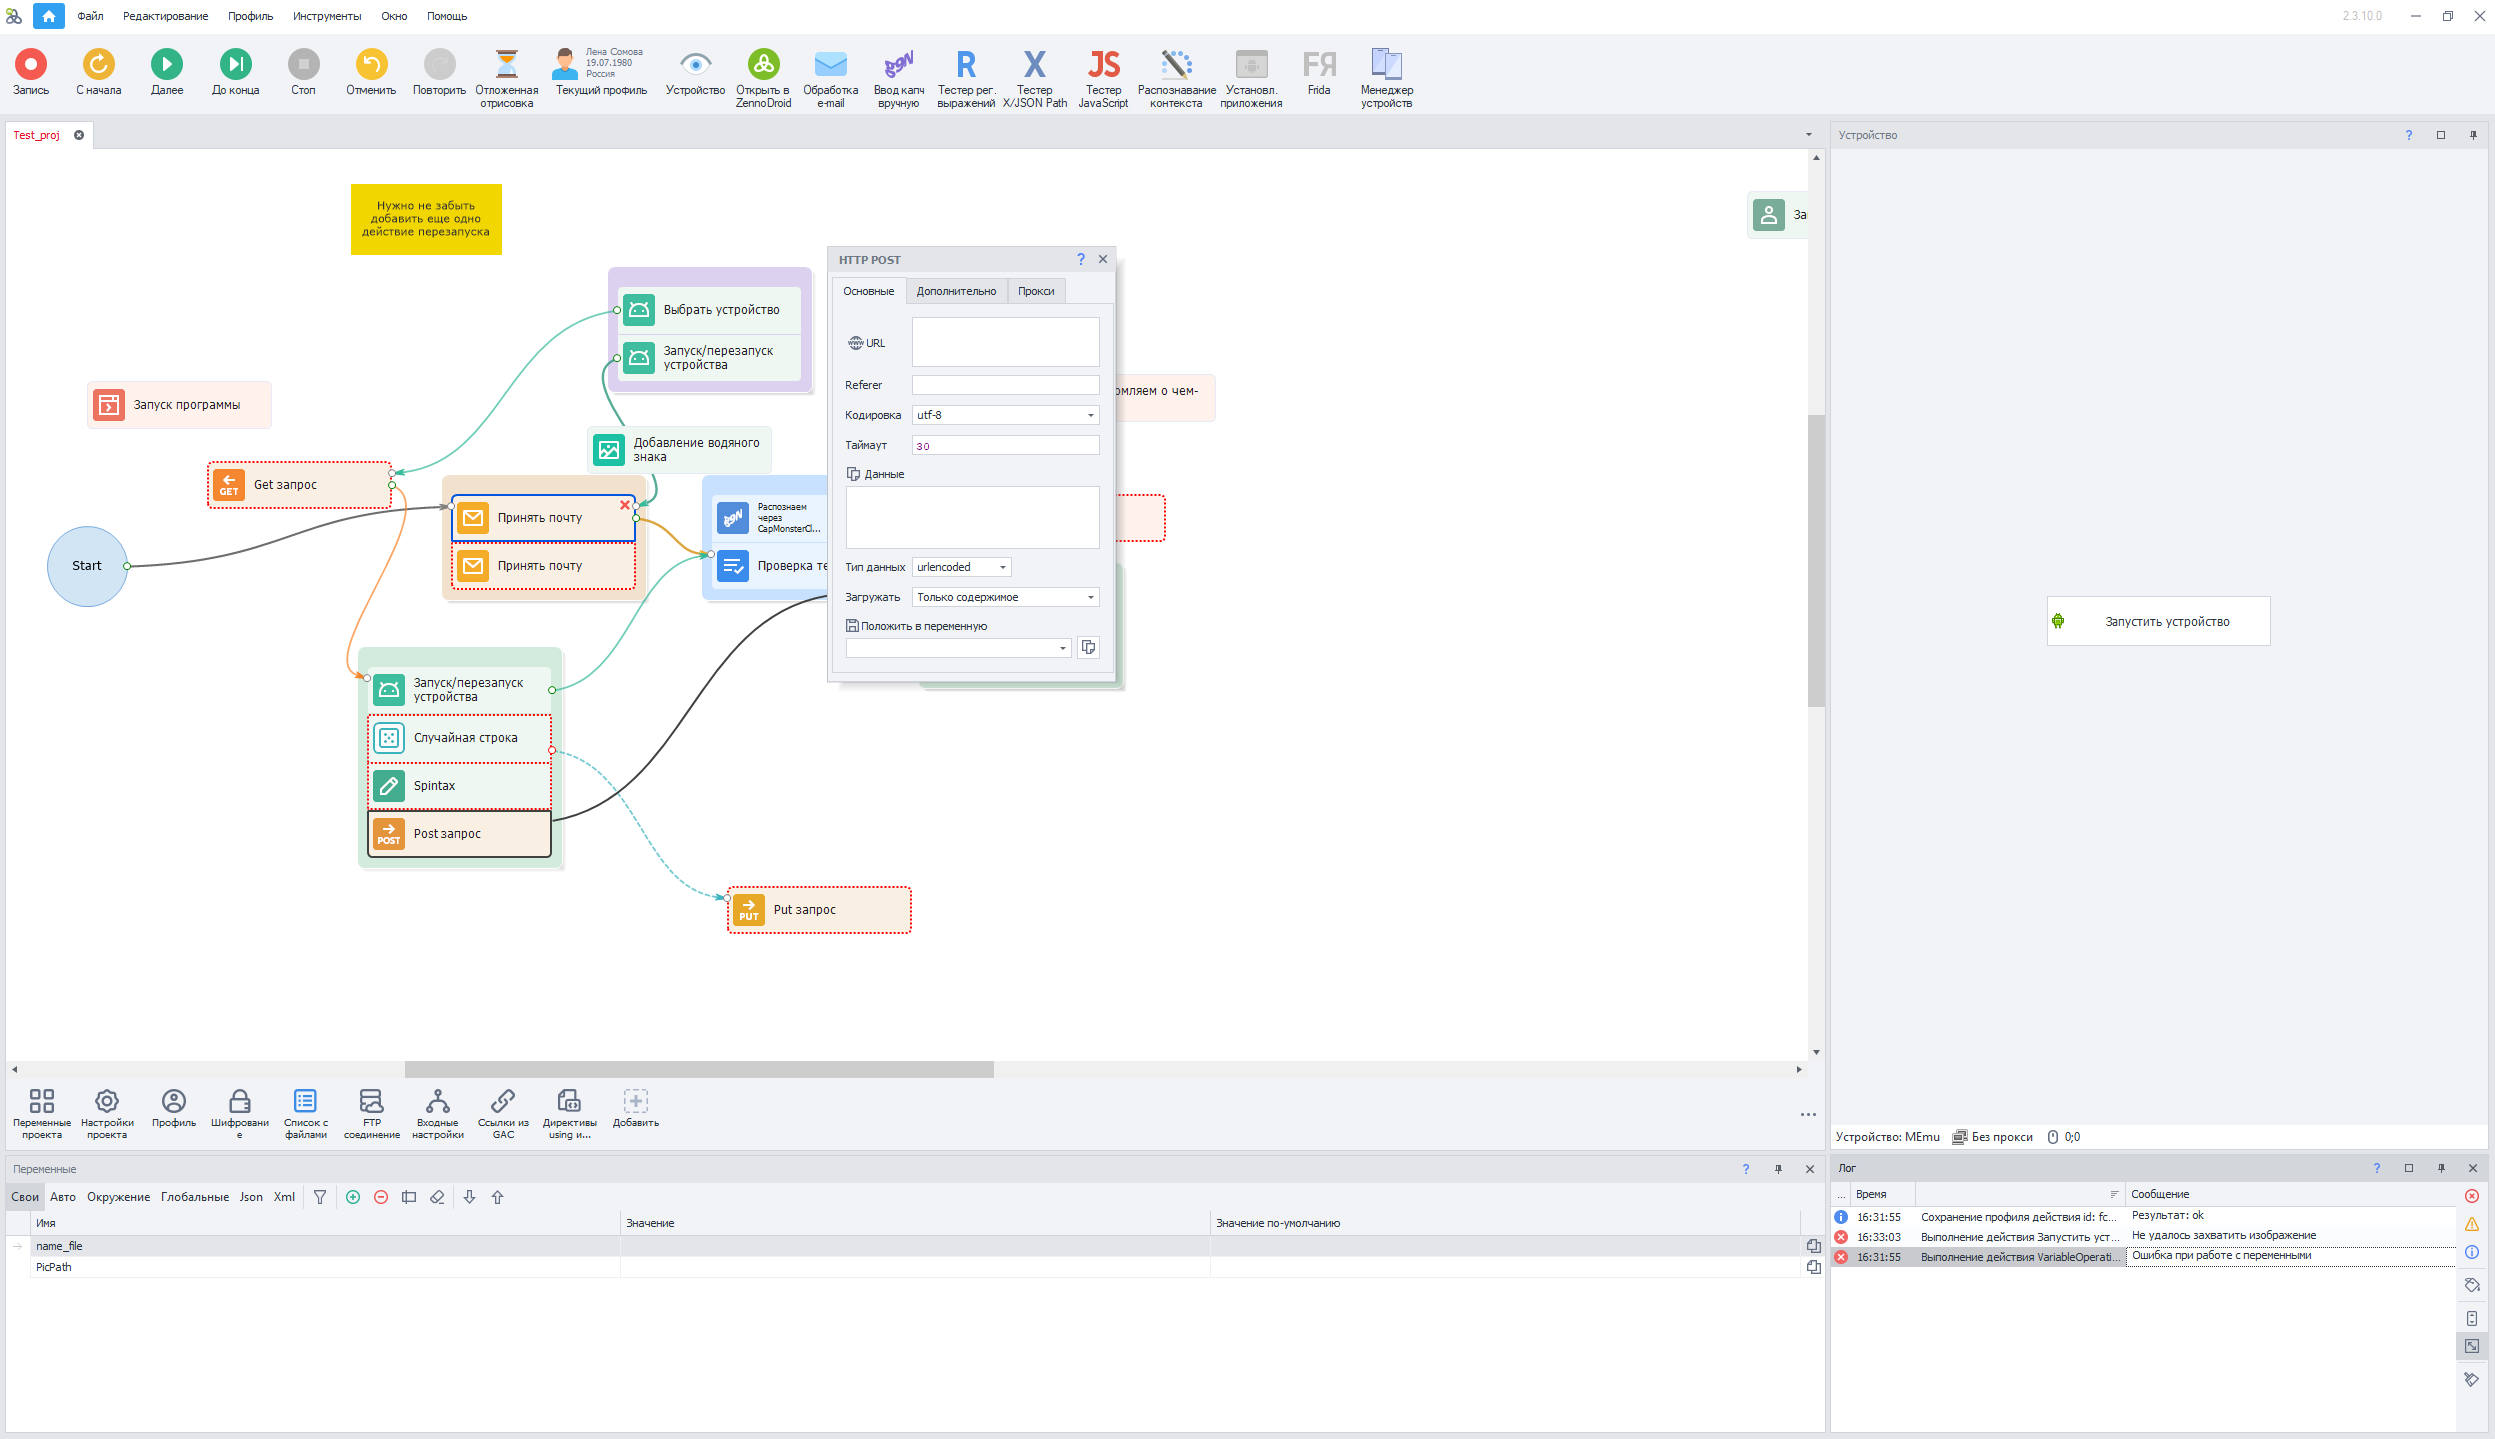 Файл Редактирование Профиль Инструменты Окно Помощь
2.3.10.0
Запись
С начала
Далее
До конца
Стоп
Отменить
Повторить
Отложенная
отрисовка
Лена Сомова
19.07.1980
Россия
Текущий профиль
Устройство
Открыть в
ZennoDroid
Обработка
e-mail
Ввод капч
вручную
R
Тестер рег.
выражений
X
Тестер
X/JSON Path
JS
Тестер
JavaScript
Распознавание
контекста
Установл.
приложения
Frida
Менеджер
устройств
Test_proj
Нужно не забыть
добавить еще одно
действие перезапуска
За
Выбрать устройство
Запуск/перезапуск
устройства
Запуск программы
Добавление водяного
знака
GET
Get запрос
Start
Принять почту
Принять почту
Распознаем
через
CapMonsterCl...
Проверка те
омляем о чем-
Запуск/перезапуск
устройства
Случайная строка
Spintax
POST
Post запрос
PUT
Put запрос
HTTP POST
?
Основные Дополнительно Прокси
www URL
Referer
Кодировка utf-8
Таймаут 30
Данные
Тип данных urlencoded
Загружать Только содержимое
Положить в переменную
Переменные
проекта
Настройки
проекта
Профиль
Шифровани
е
Список с
файлами
FTP
соединение
Входные
настройки
Ссылки из
GAC
Директивы
using и...
Добавить
Устройство
?
Запустить устройство
Устройство: MEmu Без прокси 0;0
Переменные
?
Свои Авто Окружение Глобальные Json Xml
Имя Значение Значение по-умолчанию
name_file
PicPath
Лог
?
... Время Сообщение
16:31:55 Сохранение профиля действия id: fc... Результат: ok
16:33:03 Выполнение действия Запустить уст... Не удалось захватить изображение
16:31:55 Выполнение действия VariableOperati... Ошибка при работе с переменными